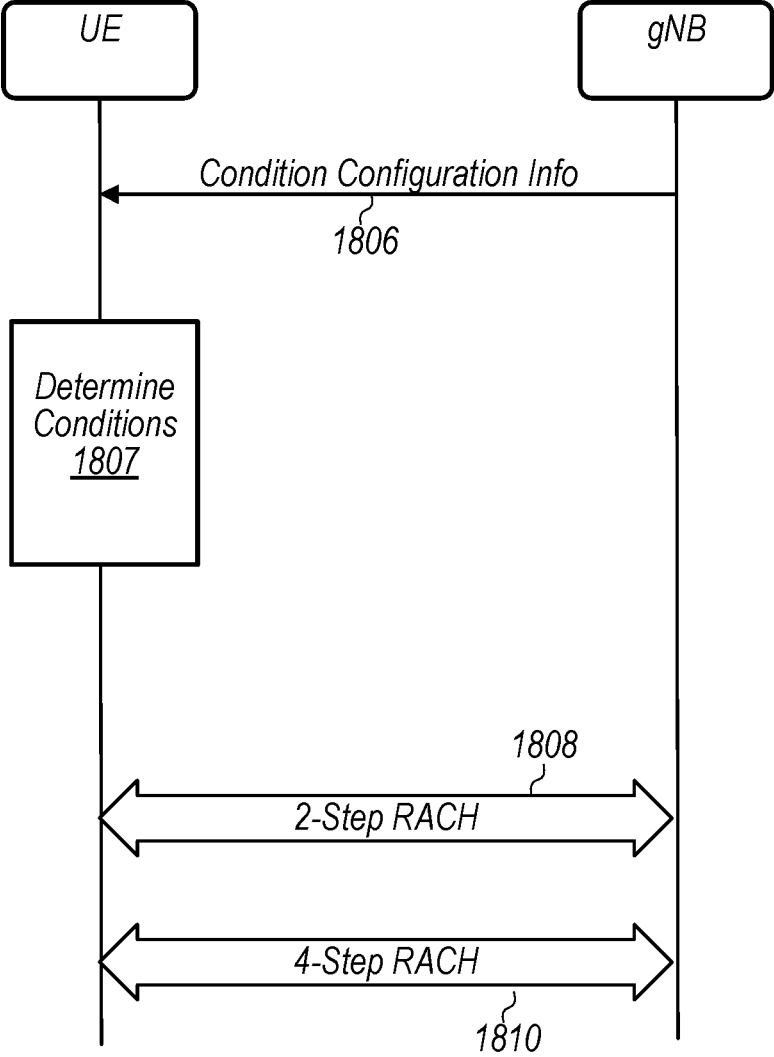 UE
gNB
Condition Configuration Info
1806
Determine
Conditions
1807
1808
2-Step RACH
4-Step RACH
1810